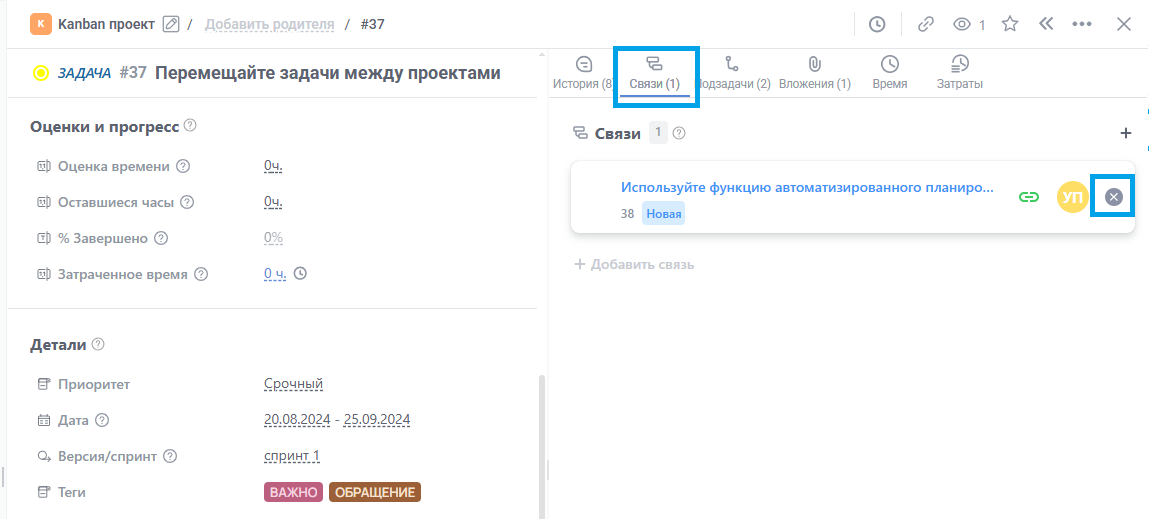 K Kanban проект / Добавить родителя / #37
1
ЗАДАЧА #37 Перемещайте задачи между проектами
Оценки и прогресс
Оценка времени 0ч.
Оставшиеся часы 0ч.
% Завершено 0%
Затраченное время 0 ч.
Детали
Приоритет Срочный
Дата 20.08.2024 - 25.09.2024
Версия/спринт спринт 1
Теги ВАЖНО ОБРАЩЕНИЕ
История (8) Связи (1) Подзадачи (2) Вложения (1) Время Затраты
Связи 1
Используйте функцию автоматизированного планиро...
38 Новая
УП
+ Добавить связь